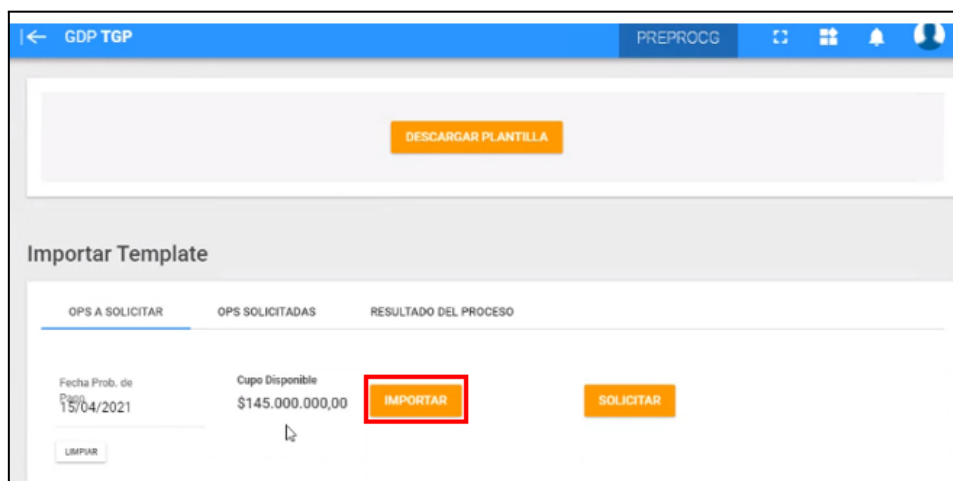 GDP TGP
PREPROCG
DESCARGAR PLANTILLA
Importar Template
OPS A SOLICITAR
OPS SOLICITADAS
RESULTADO DEL PROCESO
Fecha Prob. de
Pago
15/04/2021
Cupo Disponible
$145.000.000,00
IMPORTAR
SOLICITAR
LIMPIAR